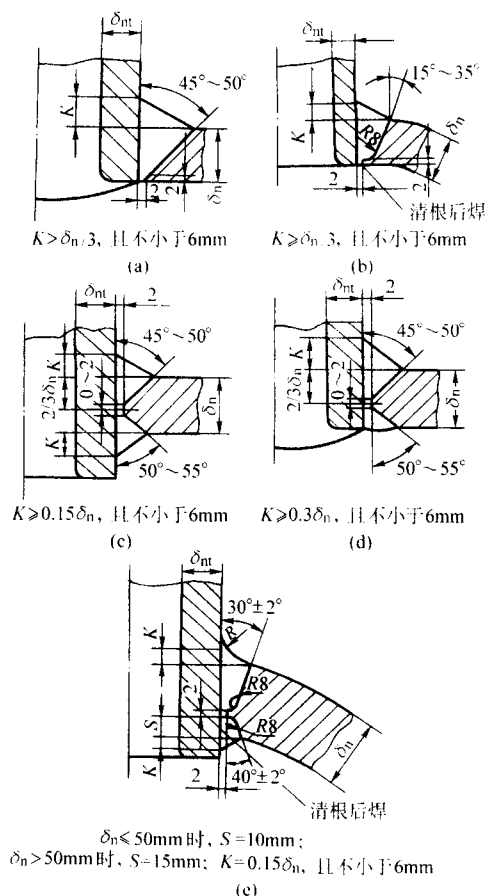 δnt
45°~50°
K
2
2
δn
K>δn/3, 且不小于6mm
(a)
δnt
15°~35°
K
R8
δn
2
2
清根后焊
K≥δn/3, 且不小于6mm
(b)
δnt
2
45°~50°
K
2/3δn
0~2
δn
K
50°~55°
K≥0.15δn, 且不小于6mm
(c)
δnt
2
45°~50°
K
2/3δn
0~2
δn
50°~55°
K≥0.3δn, 且不小于6mm
(d)
δnt
30°±2°
K
R
2
R8
S
R8
K
2
40°±2°
δn
清根后焊
δn≤50mm时, S=10mm;
δn>50mm时, S=15mm; K=0.15δn, 且不小于6mm
(e)